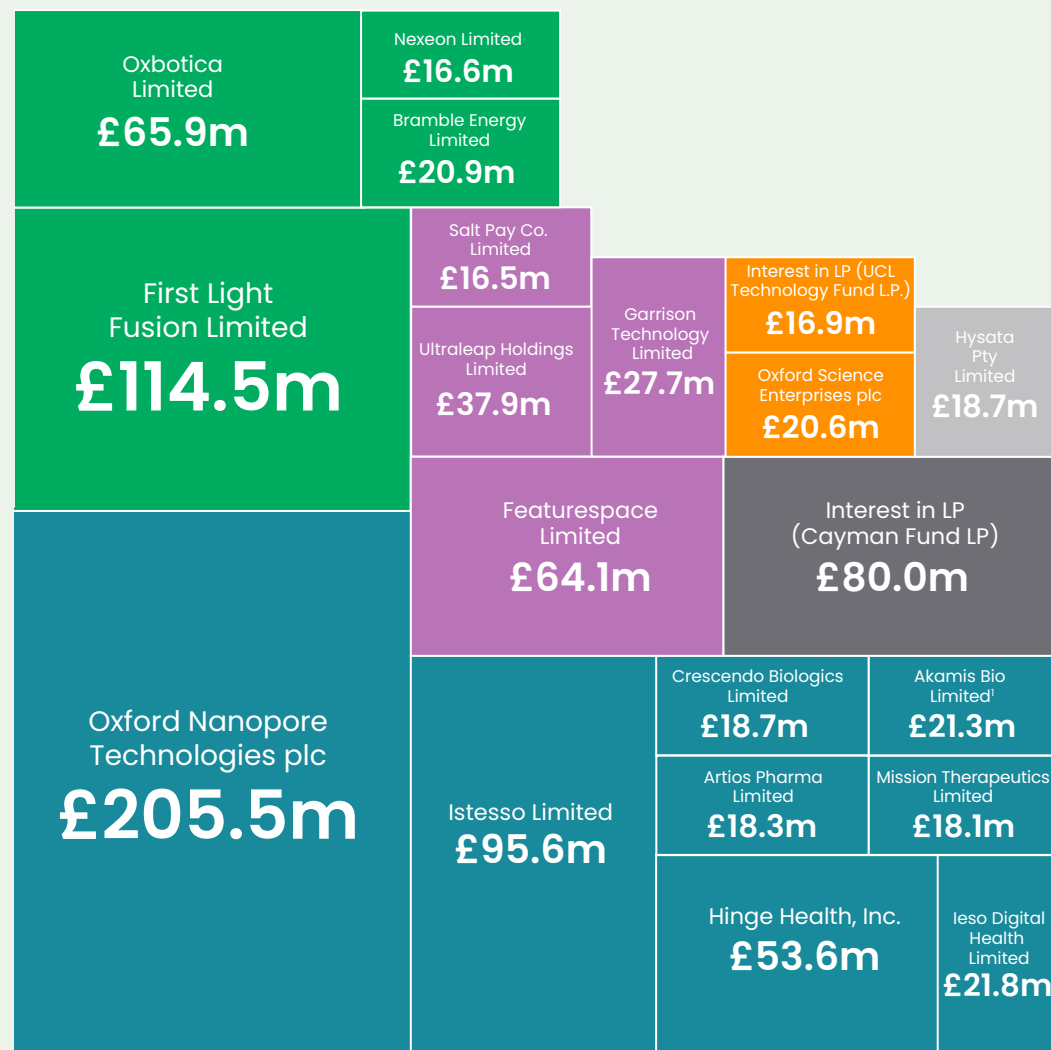 Oxbotica
Limited
£65.9m
Nexeon Limited
£16.6m
Bramble Energy
Limited
£20.9m
First Light
Fusion Limited
£114.5m
Salt Pay Co.
Limited
£16.5m
Ultraleap Holdings
Limited
£37.9m
Garrison
Technology
Limited
£27.7m
Interest in LP (UCL
Technology Fund L.P.)
£16.9m
Oxford Science
Enterprises plc
£20.6m
Hysata
Pty
Limited
£18.7m
Featurespace
Limited
£64.1m
Interest in LP
(Cayman Fund LP)
£80.0m
Oxford Nanopore
Technologies plc
£205.5m
Istesso Limited
£95.6m
Crescendo Biologics
Limited
£18.7m
Akamis Bio
Limited¹
£21.3m
Artios Pharma
Limited
£18.3m
Mission Therapeutics
Limited
£18.1m
Hinge Health, Inc.
£53.6m
Ieso Digital
Health
Limited
£21.8m